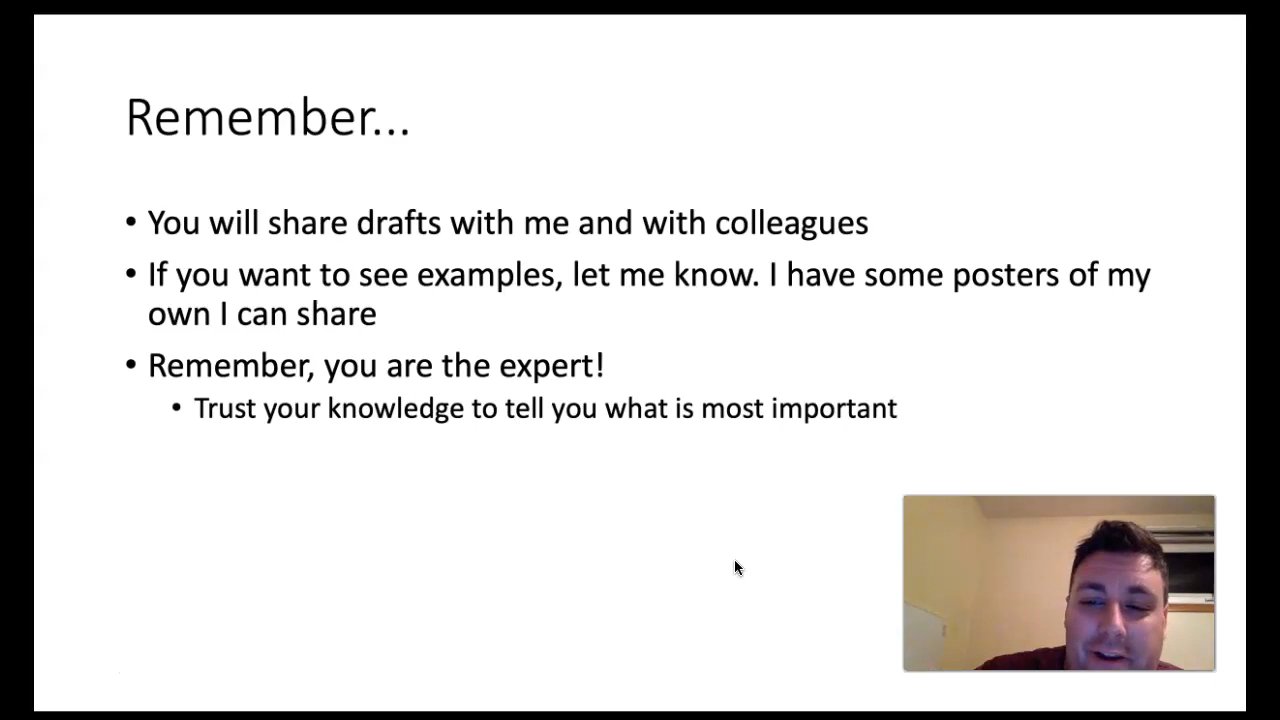 Remember...
• You will share drafts with me and with colleagues
• If you want to see examples, let me know. I have some posters of my
own I can share
• Remember, you are the expert!
• Trust your knowledge to tell you what is most important